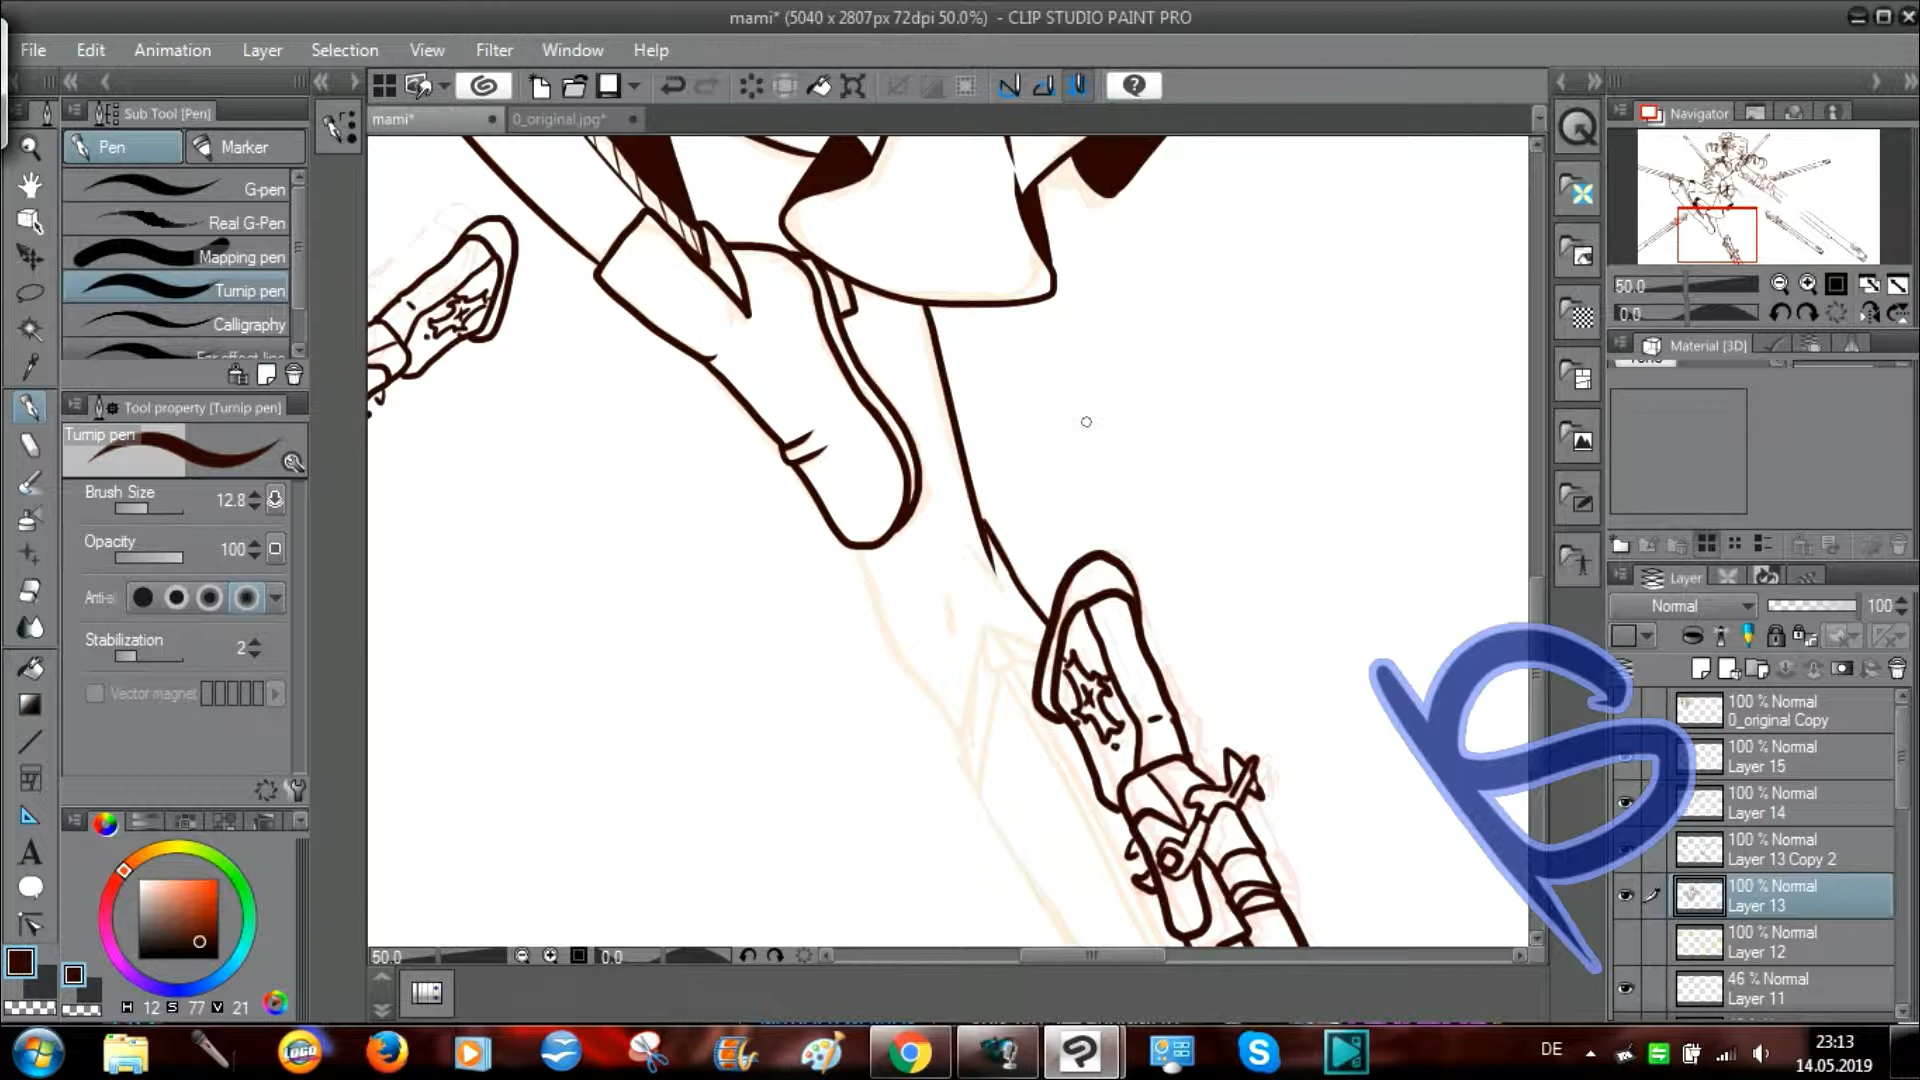 mami* (5040 x 2807px 72dpi 50.0%) - CLIP STUDIO PAINT PRO
File Edit Animation Layer Selection View Filter Window Help
Sub Tool [Pen]
mami* 0_original.jpg*
Navigator
Pen Marker
G-pen
Real G-Pen
Mapping pen
Turnip pen
Calligraphy
For effect line
50.0
0.0
Material [3D]
Tool property [Turnip pen]
Turnip pen
Brush Size 12.8
Opacity 100
Anti-a
Stabilization 2
Vector magnet
Layer
Normal 100
100 % Normal
0_original Copy
100 % Normal
Layer 15
100 % Normal
Layer 14
100 % Normal
Layer 13 Copy 2
100 % Normal
Layer 13
100 % Normal
Layer 12
46 % Normal
Layer 11
50.0 0.0
H 12 S 77 V 21
LOGO
DE
23:13
14.05.2019